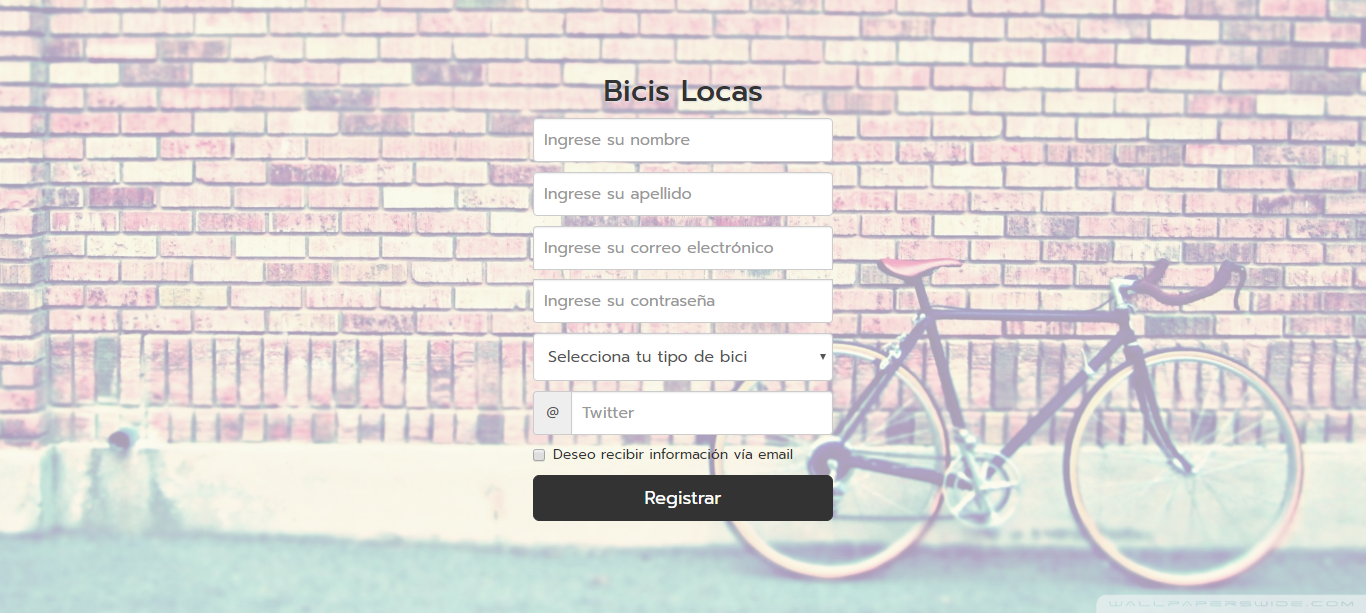 Bicis Locas
Ingrese su nombre
Ingrese su apellido
Ingrese su correo electrónico
Ingrese su contraseña
Selecciona tu tipo de bici
@ Twitter
Deseo recibir información vía email
Registrar
WALLPAPERSWIDE.COM